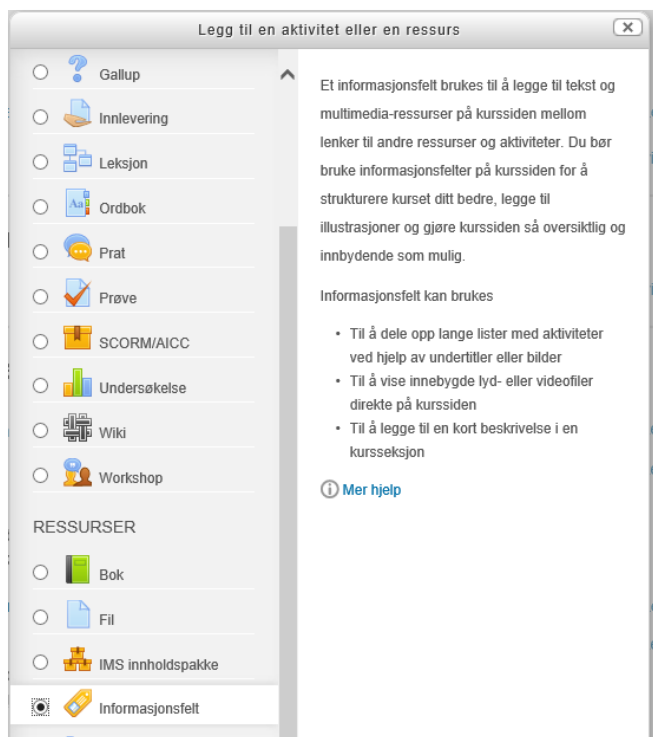 Legg til en aktivitet eller en ressurs
Gallup
Innlevering
Leksjon
Ordbok
Prat
Prøve
SCORM/AICC
Undersøkelse
Wiki
Workshop
RESSURSER
Bok
Fil
IMS innholdspakke
Informasjonsfelt
Et informasjonsfelt brukes til å legge til tekst og
multimedia-ressurser på kurssiden mellom
lenker til andre ressurser og aktiviteter. Du bør
bruke informasjonsfelter på kurssiden for å
strukturere kurset ditt bedre, legge til
illustrasjoner og gjøre kurssiden så oversiktlig og
innbydende som mulig.
Informasjonsfelt kan brukes
• Til å dele opp lange lister med aktiviteter
ved hjelp av undertitler eller bilder
• Til å vise innebygde lyd- eller videofiler
direkte på kurssiden
• Til å legge til en kort beskrivelse i en
kursseksjon
Mer hjelp